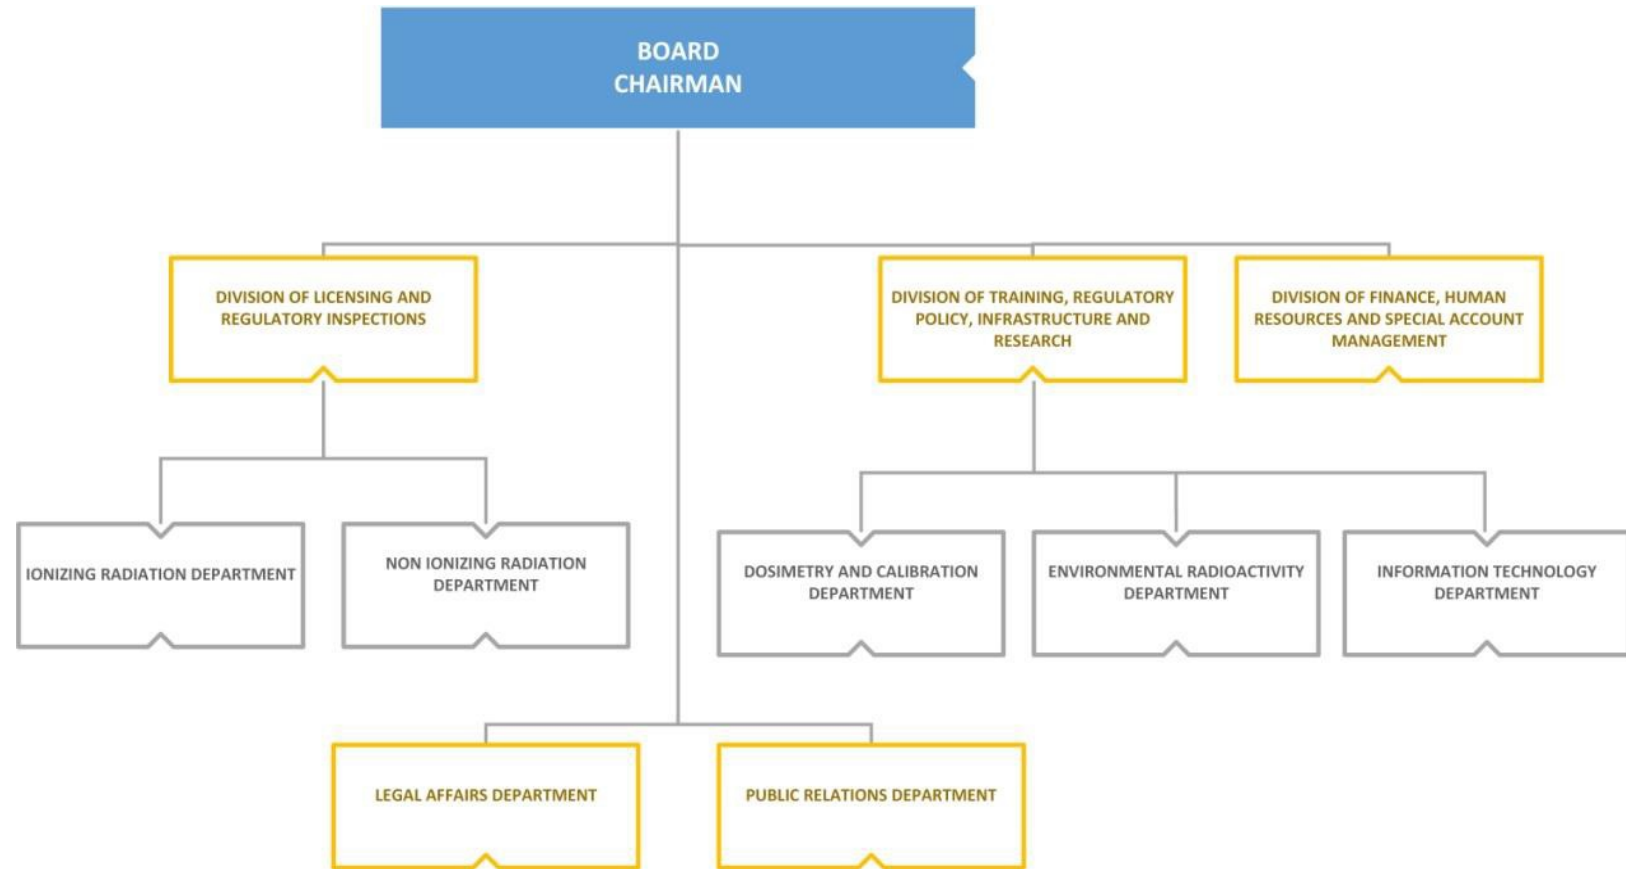 BOARD
CHAIRMAN
DIVISION OF LICENSING AND
REGULATORY INSPECTIONS
DIVISION OF TRAINING, REGULATORY
POLICY, INFRASTRUCTURE AND
RESEARCH
DIVISION OF FINANCE, HUMAN
RESOURCES AND SPECIAL ACCOUNT
MANAGEMENT
IONIZING RADIATION DEPARTMENT
NON IONIZING RADIATION
DEPARTMENT
DOSIMETRY AND CALIBRATION
DEPARTMENT
ENVIRONMENTAL RADIOACTIVITY
DEPARTMENT
INFORMATION TECHNOLOGY
DEPARTMENT
LEGAL AFFAIRS DEPARTMENT
PUBLIC RELATIONS DEPARTMENT